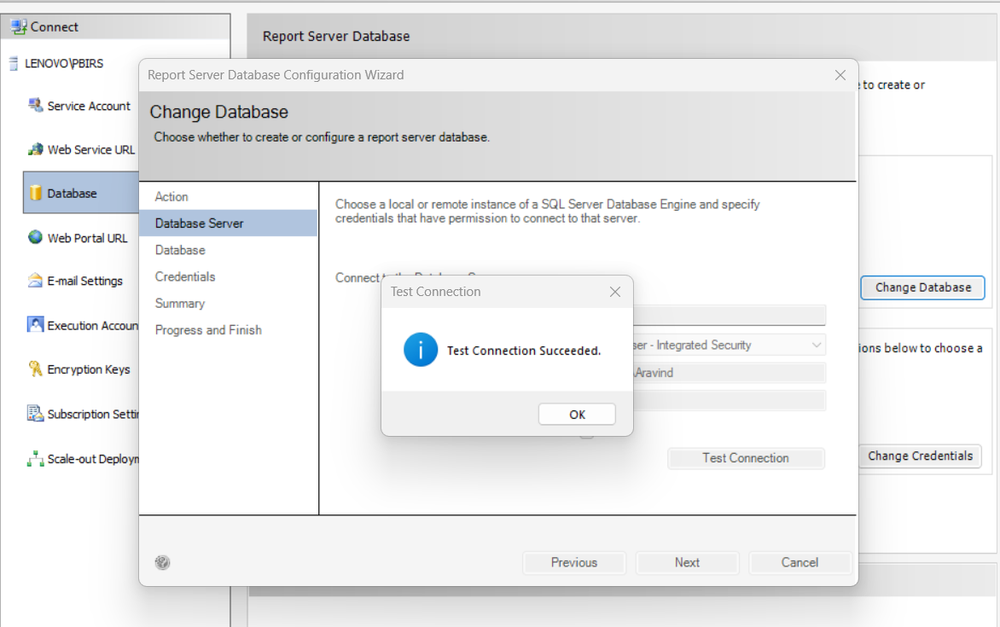 Connect
LENOVO\PBIRS
Service Account
Web Service URL
Database
Web Portal URL
E-mail Settings
Execution Accoun
Encryption Keys
Subscription Settin
Scale-out Deploym
Report Server Database
to create or
Change Database
ions below to choose a
Change Credentials
Report Server Database Configuration Wizard
Change Database
Choose whether to create or configure a report server database.
Action
Database Server
Database
Credentials
Summary
Progress and Finish
Choose a local or remote instance of a SQL Server Database Engine and specify
credentials that have permission to connect to that server.
Connect
ser - Integrated Security
\Aravind
Test Connection
Previous
Next
Cancel
Test Connection
Test Connection Succeeded.
OK